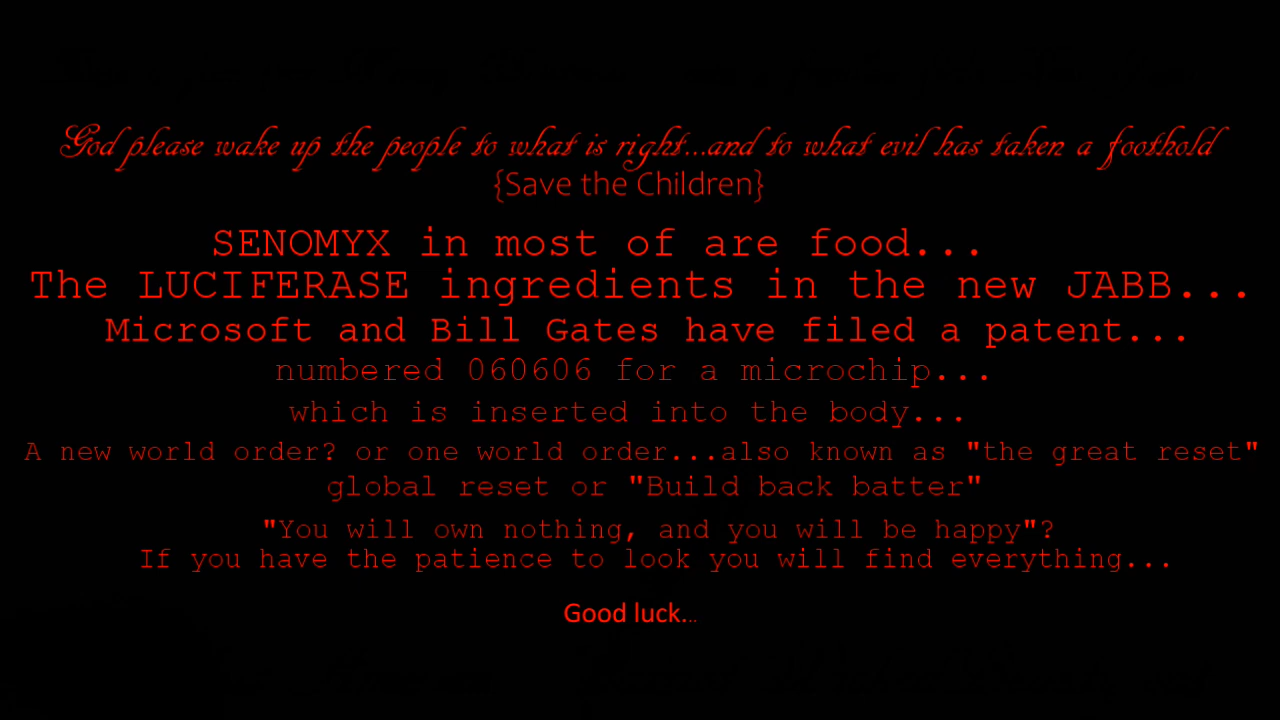 God please wake up the people to what is right...and to what evil has taken a foothold
{Save the Children}
SENOMYX in most of are food...
The LUCIFERASE ingredients in the new JABB...
Microsoft and Bill Gates have filed a patent...
numbered 060606 for a microchip...
which is inserted into the body...
A new world order? or one world order...also known as "the great reset"
global reset or "Build back batter"
"You will own nothing, and you will be happy"?
If you have the patience to look you will find everything...
Good luck...